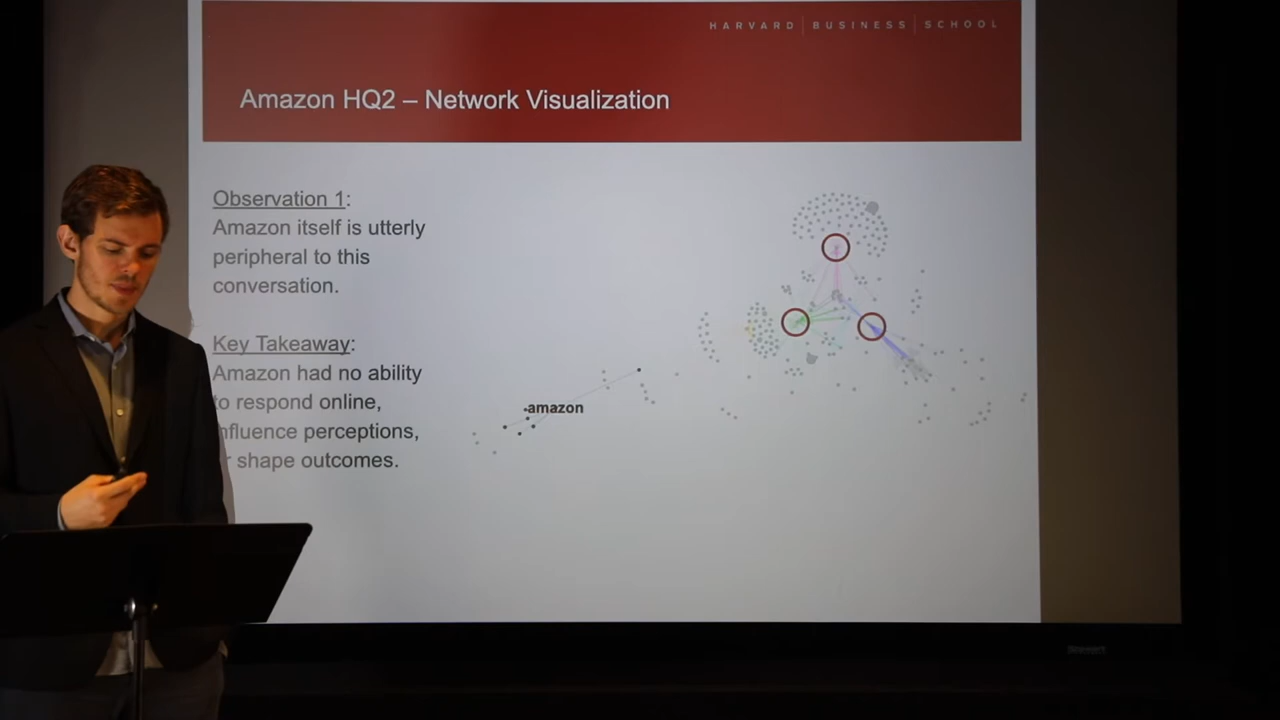 HARVARD | BUSINESS | SCHOOL
Amazon HQ2 – Network Visualization
Observation 1:
Amazon itself is utterly
peripheral to this
conversation.
Key Takeaway:
Amazon had no ability
to respond online,
nfluence perceptions,
r shape outcomes.
amazon